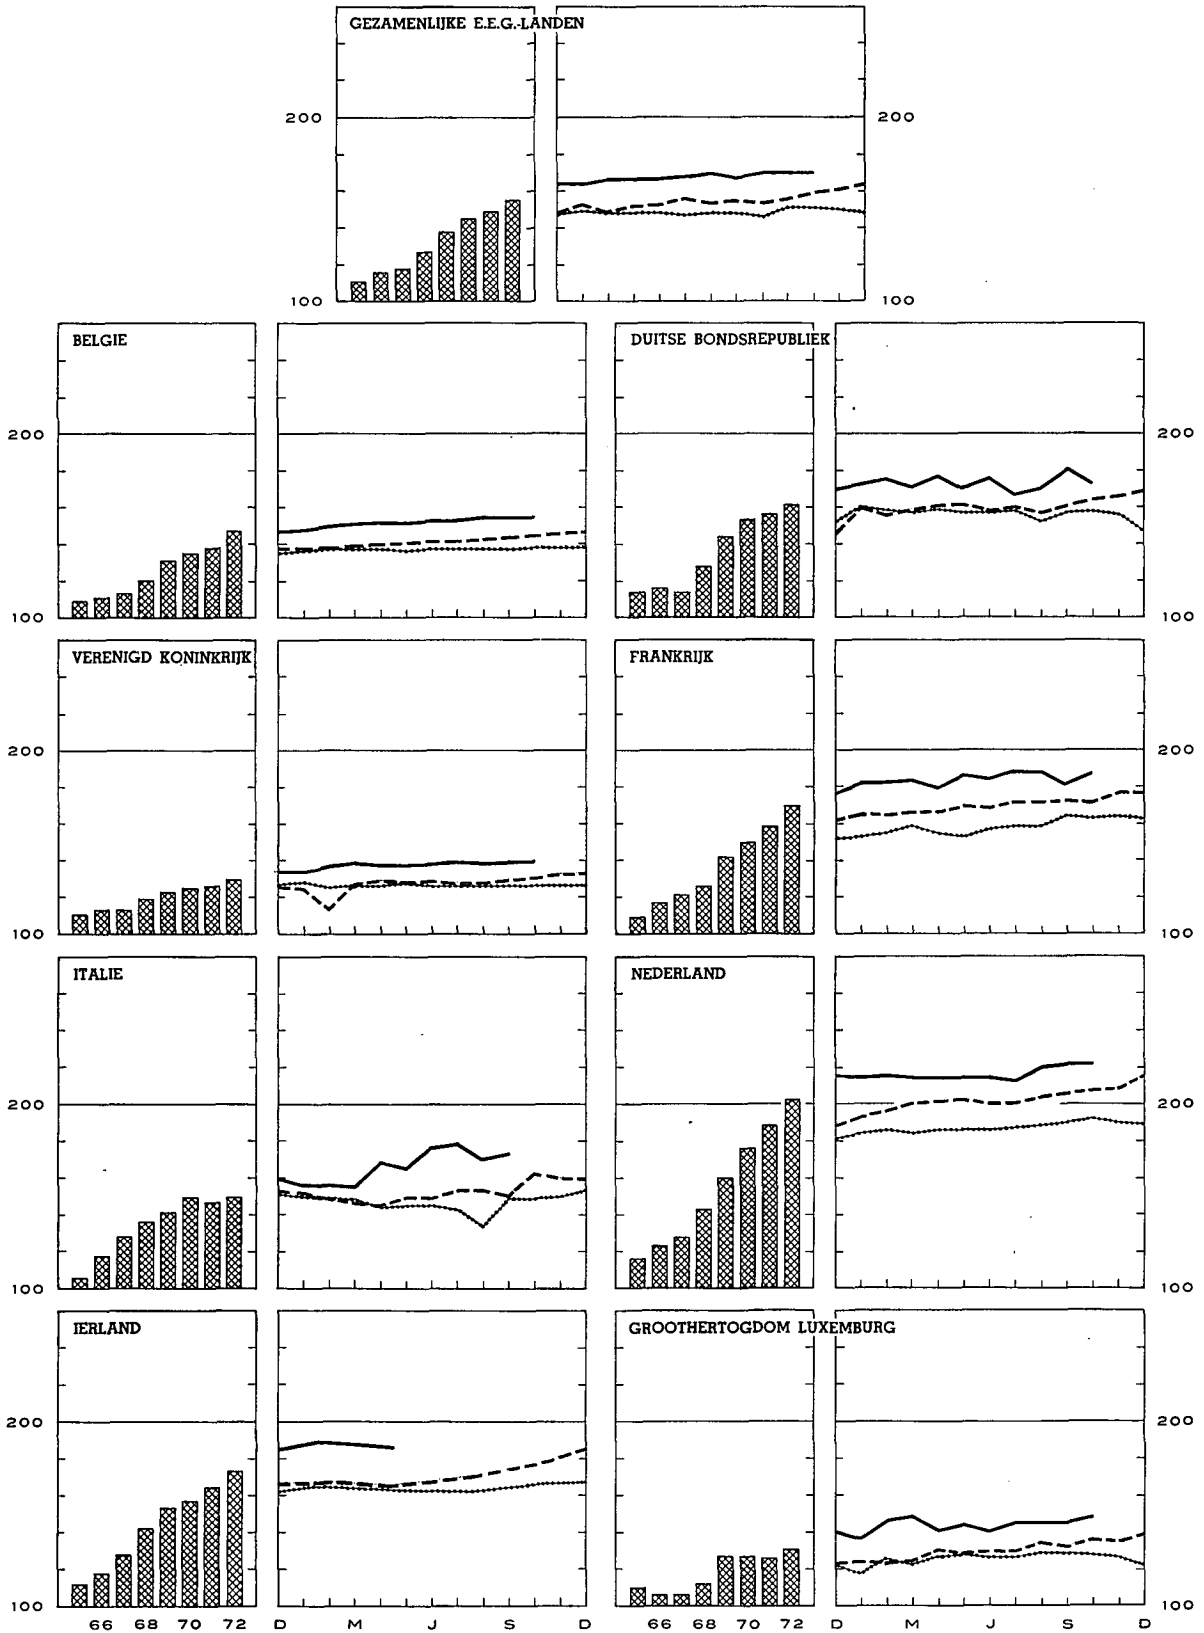 GEZAMENLIJKE E.E.G.-LANDEN
200 200
100 100
BELGIE DUITSE BONDSREPUBLIEK
200 200
100 100
VERENIGD KONINKRIJK FRANKRIJK
200 200
100 100
ITALIE NEDERLAND
200 200
100 100
IERLAND GROOTHERTOGDOM LUXEMBURG
200 200
100 100
66 68 70 72 D M J S D 66 68 70 72 D M J S D